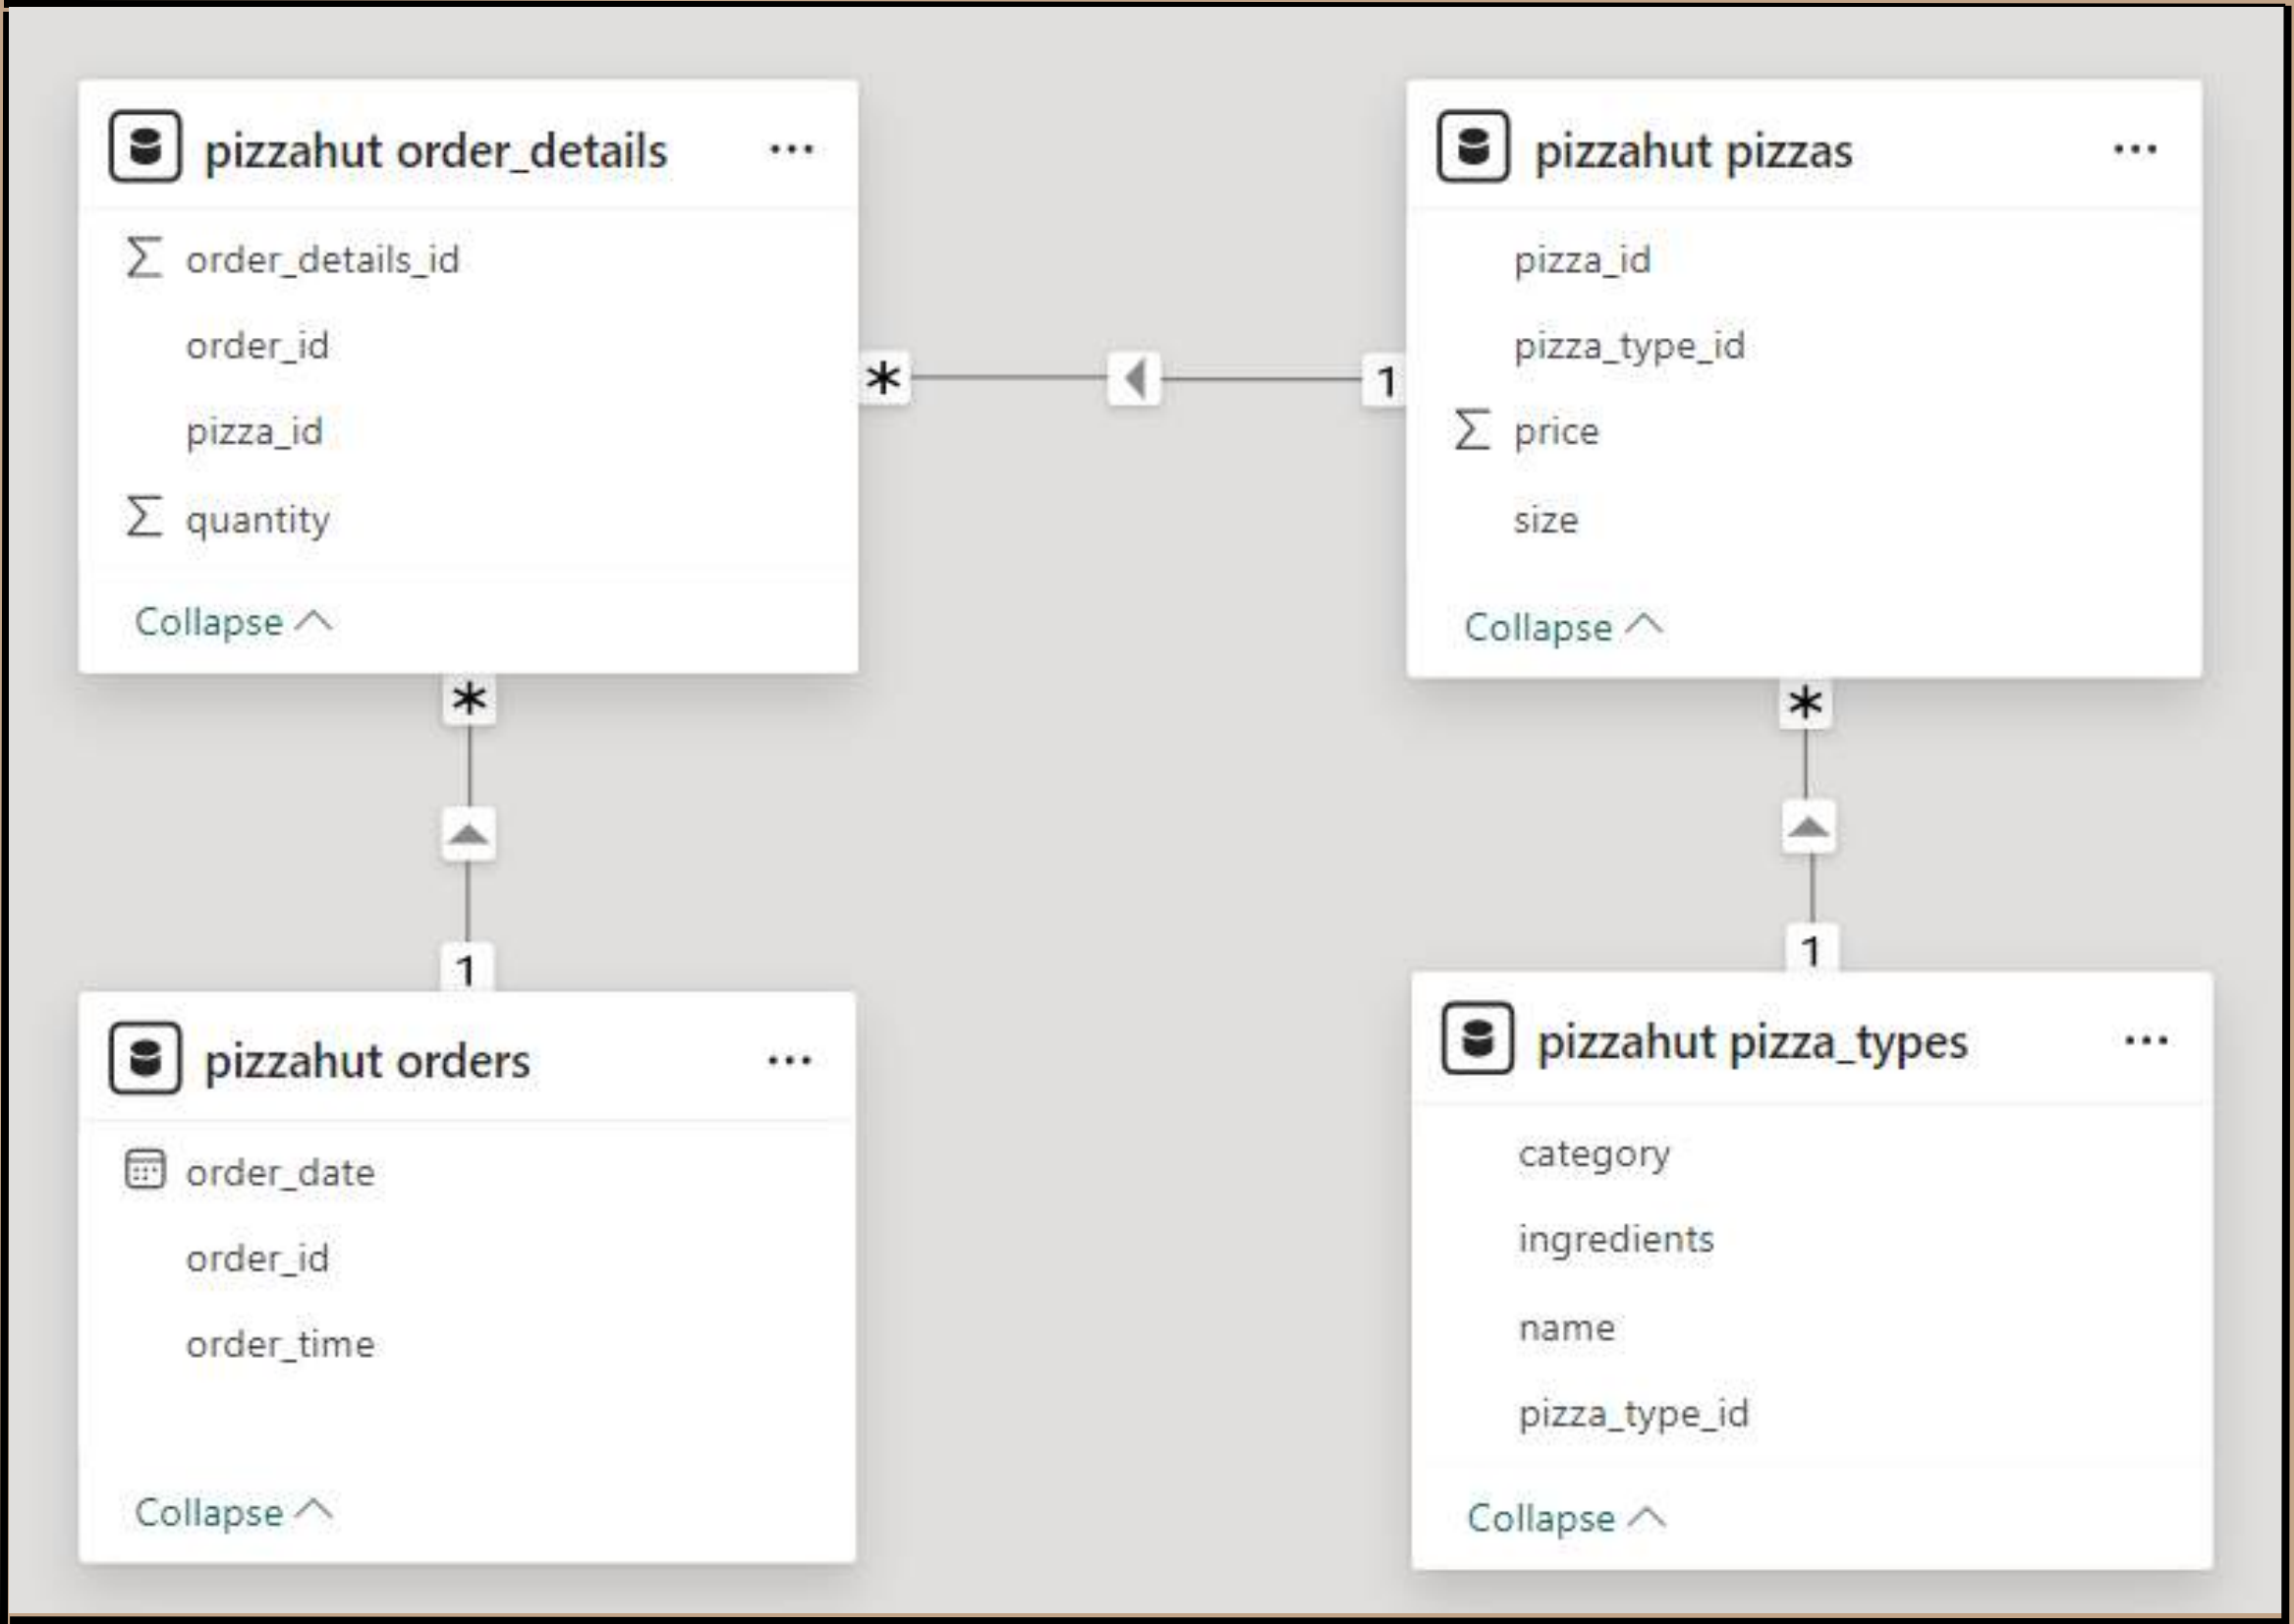 pizzahut order_details
order_details_id
order_id
pizza_id
quantity
Collapse
pizzahut pizzas
pizza_id
pizza_type_id
price
size
Collapse
* 1
* 1
* 1
pizzahut orders
order_date
order_id
order_time
Collapse
pizzahut pizza_types
category
ingredients
name
pizza_type_id
Collapse